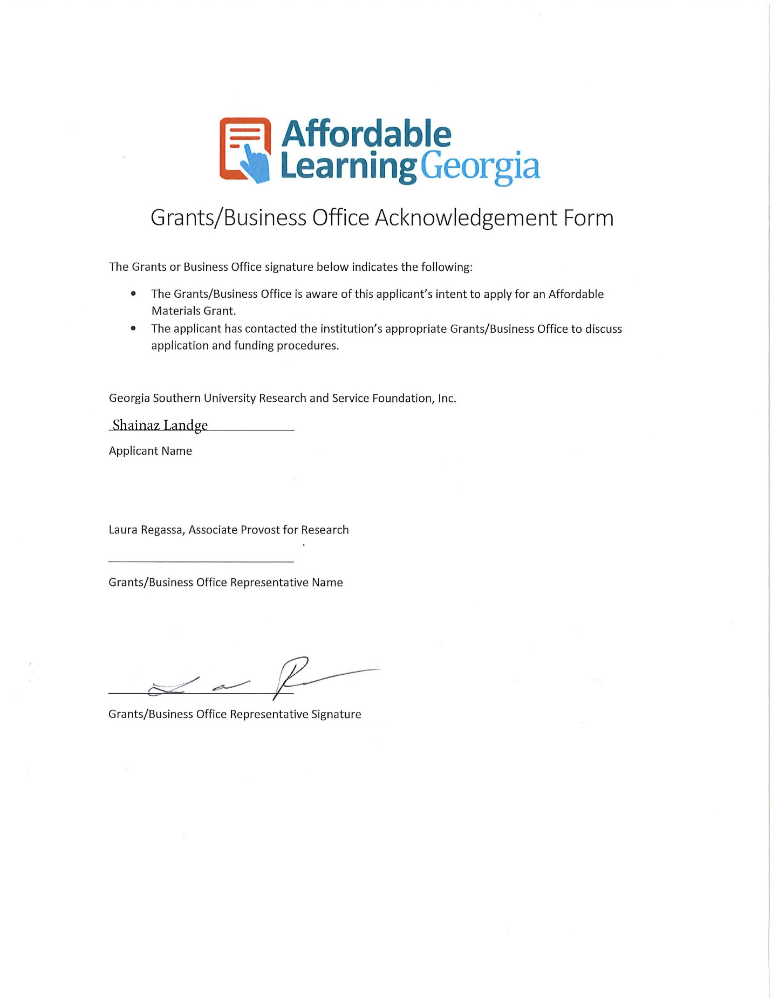 Affordable
Learning Georgia
Grants/Business Office Acknowledgement Form
The Grants or Business Office signature below indicates the following:
• The Grants/Business Office is aware of this applicant’s intent to apply for an Affordable
Materials Grant.
• The applicant has contacted the institution’s appropriate Grants/Business Office to discuss
application and funding procedures.
Georgia Southern University Research and Service Foundation, Inc.
Shainaz Landge
Applicant Name
Laura Regassa, Associate Provost for Research
Grants/Business Office Representative Name
Grants/Business Office Representative Signature